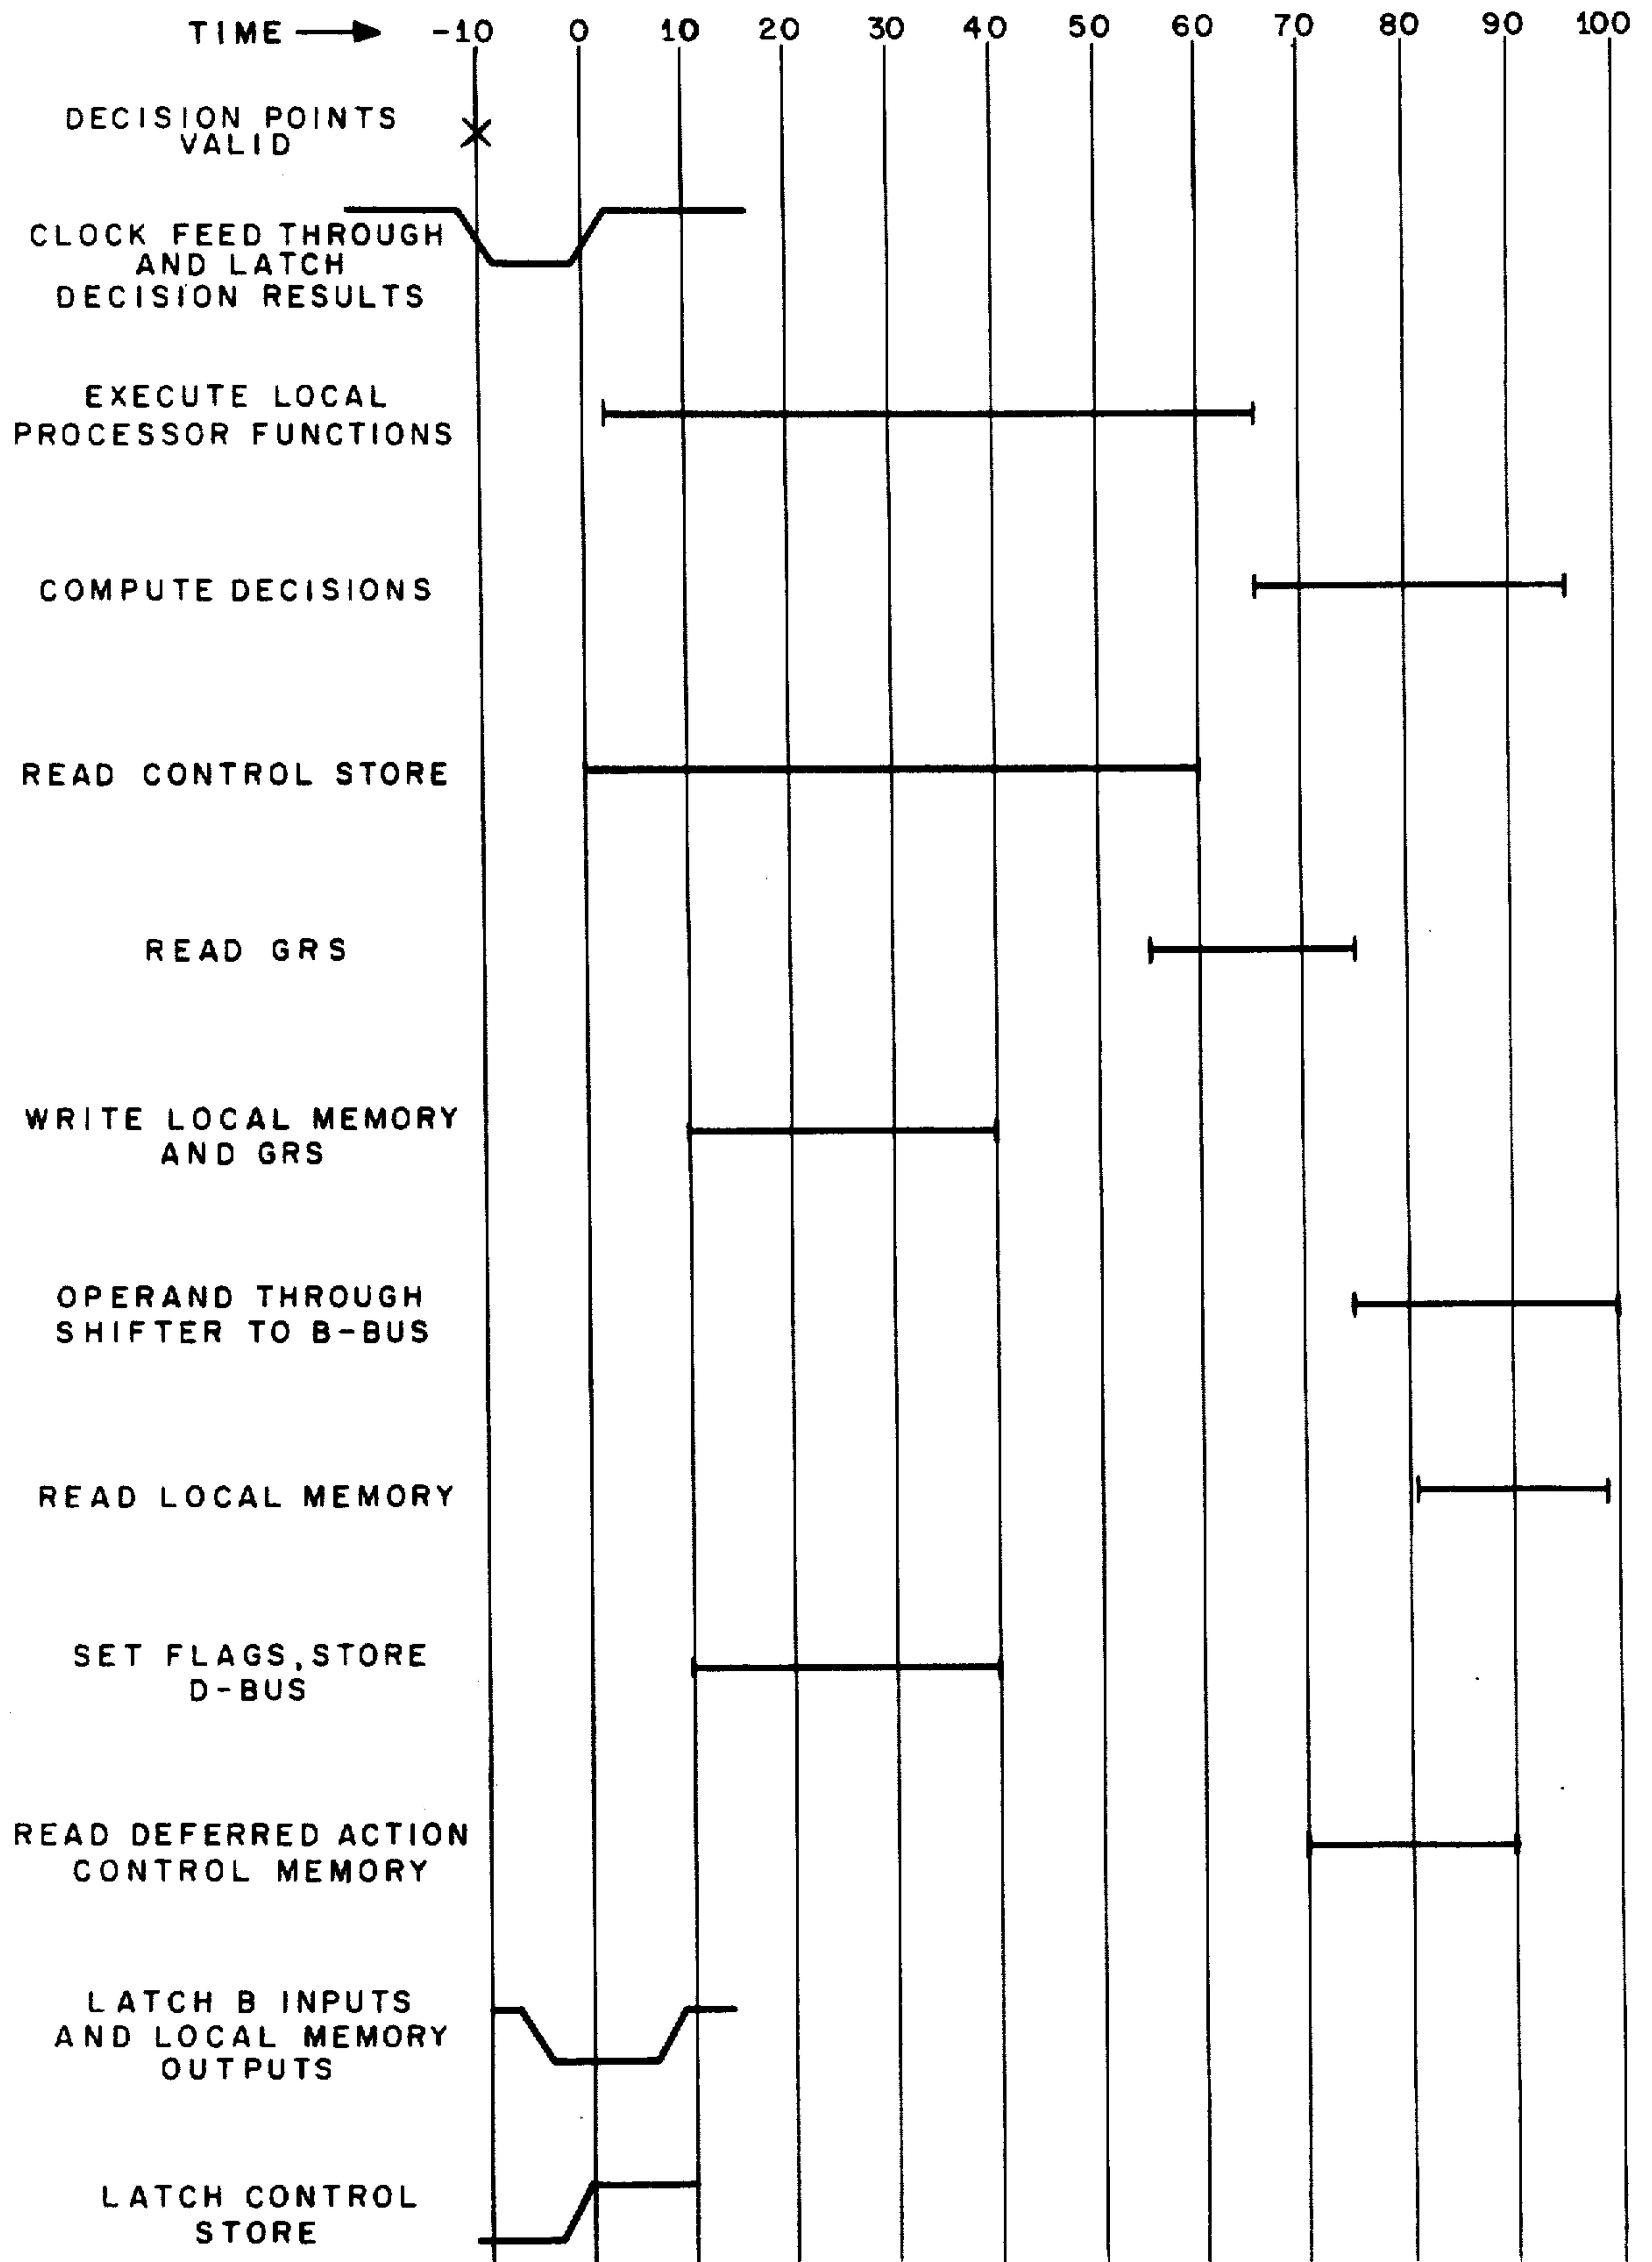 TIME
-10 0 10 20 30 40 50 60 70 80 90 100
DECISION POINTS
VALID
CLOCK FEED THROUGH
AND LATCH
DECISION RESULTS
EXECUTE LOCAL
PROCESSOR FUNCTIONS
COMPUTE DECISIONS
READ CONTROL STORE
READ GRS
WRITE LOCAL MEMORY
AND GRS
OPERAND THROUGH
SHIFTER TO B-BUS
READ LOCAL MEMORY
SET FLAGS, STORE
D-BUS
READ DEFERRED ACTION
CONTROL MEMORY
LATCH B INPUTS
AND LOCAL MEMORY
OUTPUTS
LATCH CONTROL
STORE